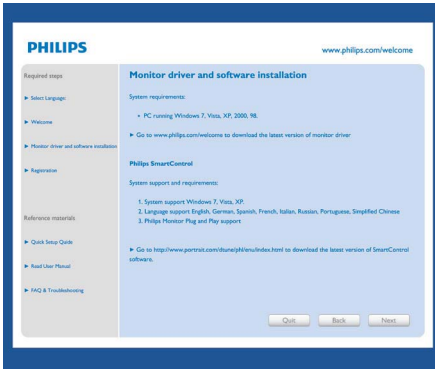 PHILIPS
www.philips.com/welcome
Required steps
Select Language:
Welcome
Monitor driver and software installation
Registration
Reference materials
Quick Setup Quide
Read User Manual
FAQ & Troubleshooting
Monitor driver and software installation
System requirements:
• PC running Windows 7, Vista, XP, 2000, 98.
Go to www.philips.com/welcome to download the latest version of monitor driver
Philips SmartControl
System support and requirements:
1. System support Windows 7, Vista, XP.
2. Language support English, German, Spanish, French, Italian, Russian, Portuguese, Simplified Chinese
3. Philips Monitor Plug and Play support
Go to http://www.portrait.com/dtune/phl/enu/index.html to download the latest version of SmartControl
software.
Quit
Back
Next